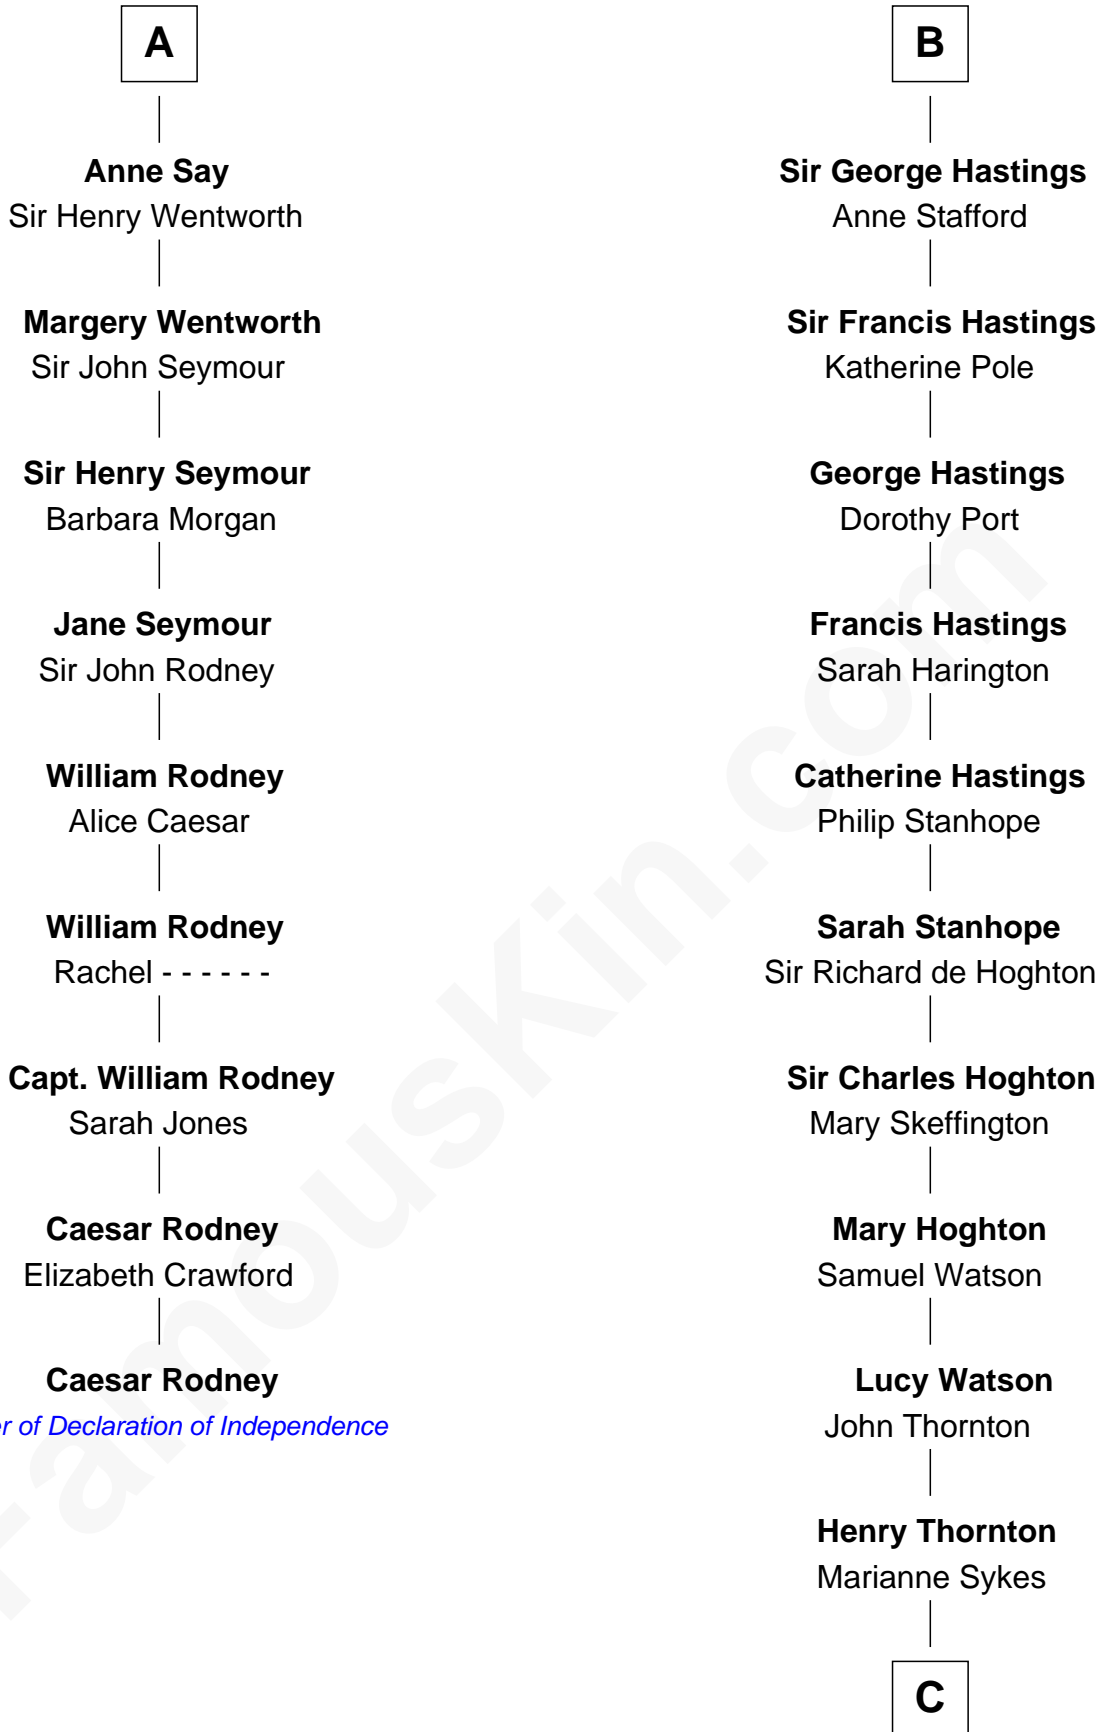 A
Anne Say
Sir Henry Wentworth
Margery Wentworth
Sir John Seymour
Sir Henry Seymour
Barbara Morgan
Jane Seymour
Sir John Rodney
William Rodney
Alice Caesar
William Rodney
Rachel - - - - - -
Capt. William Rodney
Sarah Jones
Caesar Rodney
Elizabeth Crawford
Caesar Rodney
of Declaration of Independence
B
Sir George Hastings
Anne Stafford
Sir Francis Hastings
Katherine Pole
George Hastings
Dorothy Port
Francis Hastings
Sarah Harington
Catherine Hastings
Philip Stanhope
Sarah Stanhope
Sir Richard de Hoghton
Sir Charles Hoghton
Mary Skeffington
Mary Hoghton
Samuel Watson
Lucy Watson
John Thornton
Henry Thornton
Marianne Sykes
C
FamousKin.com